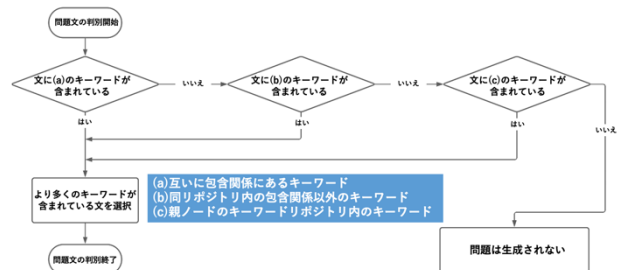 問題文の判別開始
文に(a)のキーワードが
含まれている
いいえ
文に(b)のキーワードが
含まれている
いいえ
文に(c)のキーワードが
含まれている
いいえ
はい
はい
はい
より多くのキーワードが
含まれている文を選択
(a)互いに包含関係にあるキーワード
(b)同リポジトリ内の包含関係以外のキーワード
(c)親ノードのキーワードリポジトリ内のキーワード
問題は生成されない
問題文の判別終了